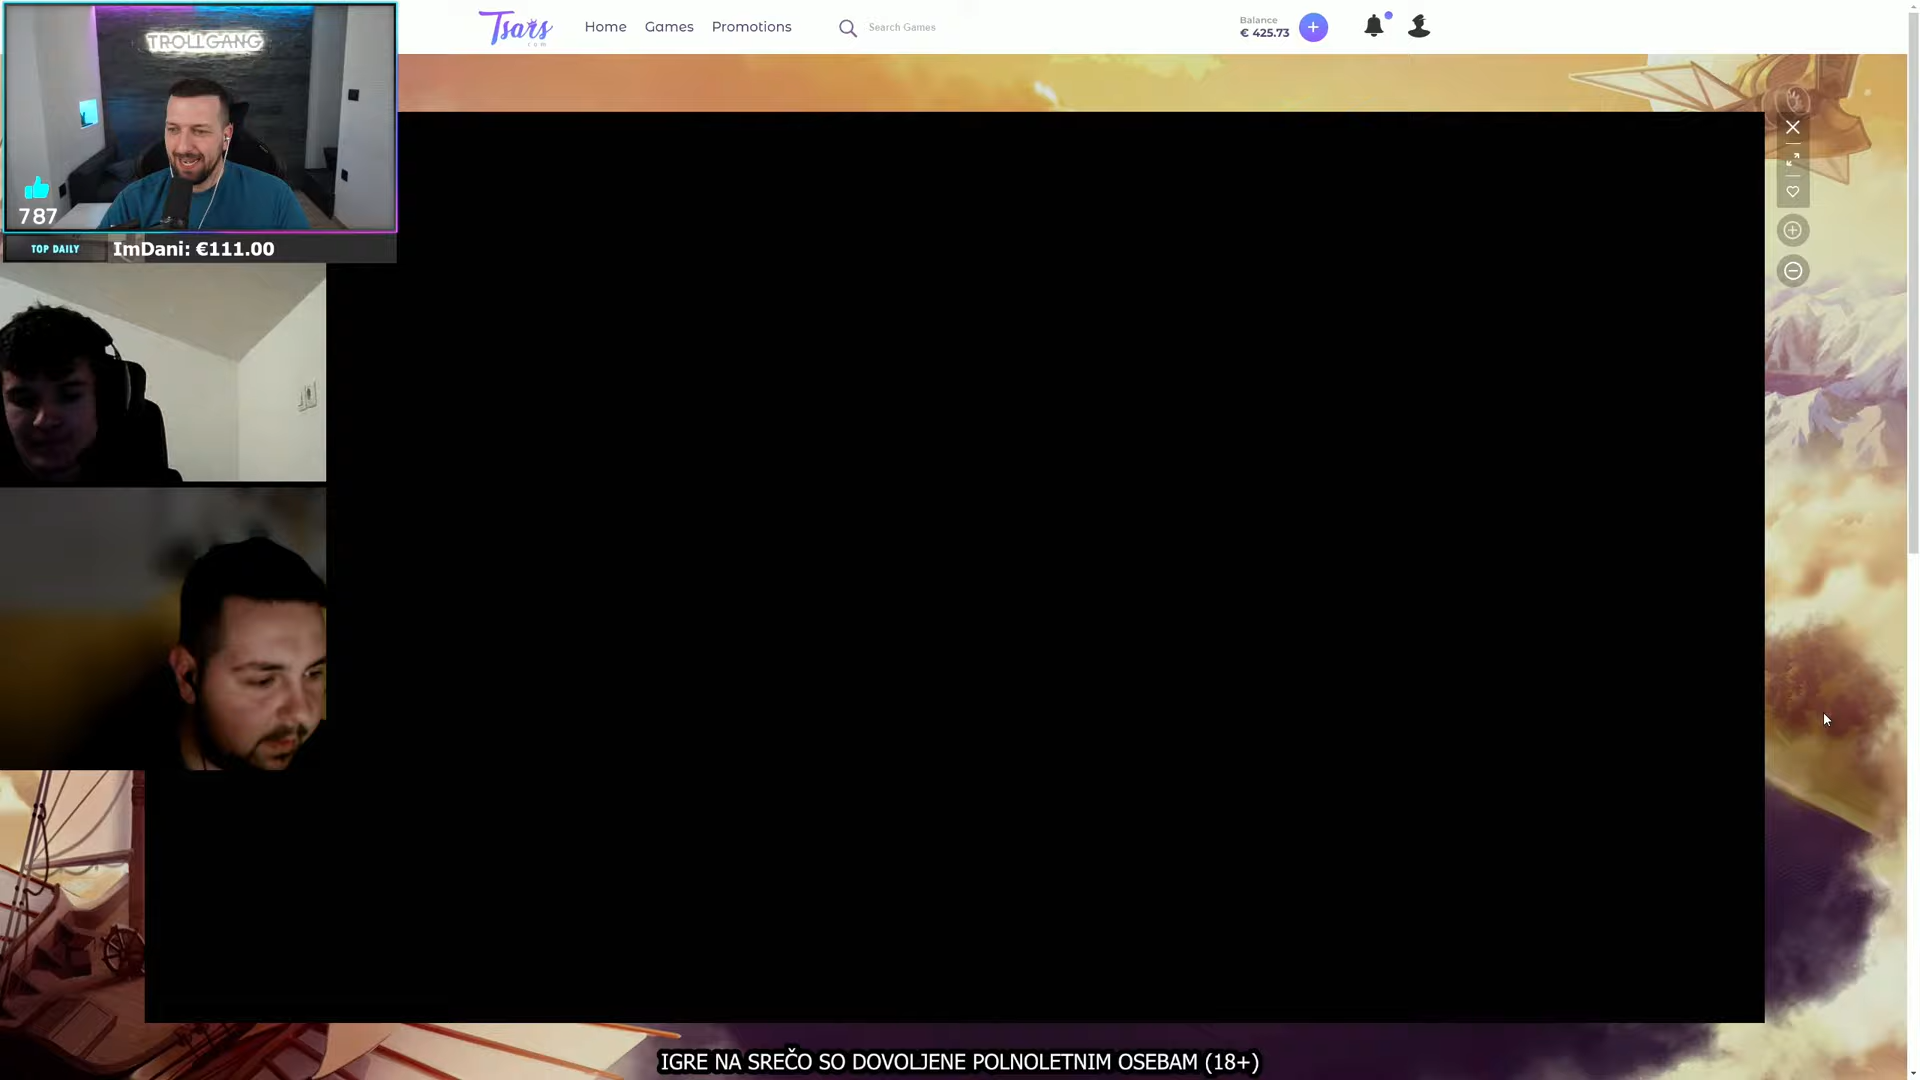 TROLLGANG
787
TOP DAILY
ImDani: €111.00
Tsars
com
Home
Games
Promotions
Search Games
Balance
€ 425.73
IGRE NA SREČO SO DOVOLJENE POLNOLETNIM OSEBAM (18+)